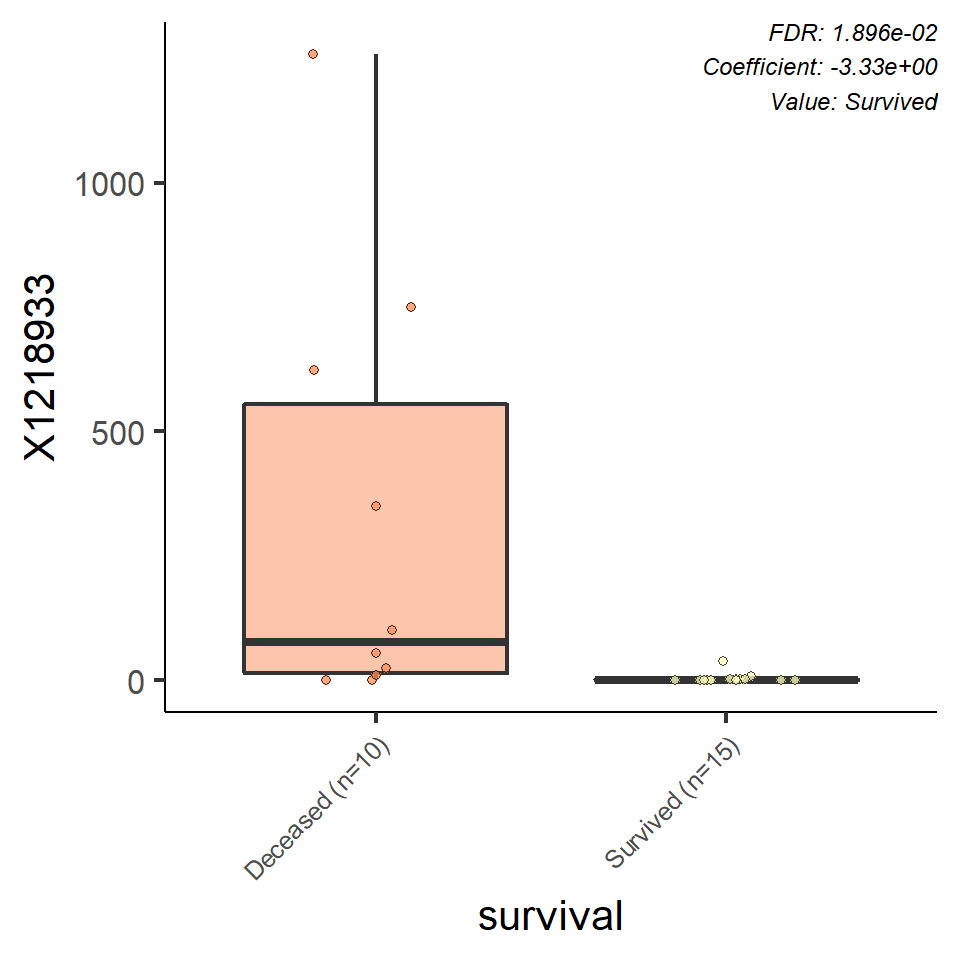 FDR: 1.896e-02
Coefficient: -3.33e+00
Value: Survived
X1218933
1000
500
0
Deceased (n=10)
Survived (n=15)
survival